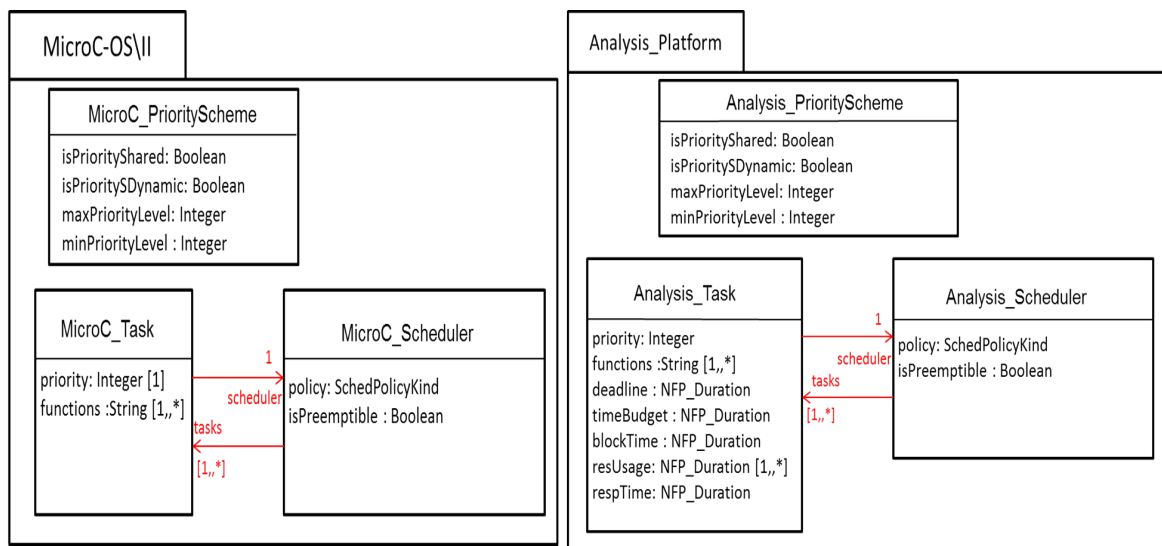 MicroC-OS\II
MicroC_PriorityScheme
isPriorityShared: Boolean
isPrioritySDynamic: Boolean
maxPriorityLevel: Integer
minPriorityLevel : Integer
MicroC_Task
priority: Integer [1]
functions :String [1,,*]
1
scheduler
tasks
[1,,*]
MicroC_Scheduler
policy: SchedPolicyKind
isPreemptible : Boolean
Analysis_Platform
Analysis_PriorityScheme
isPriorityShared: Boolean
isPrioritySDynamic: Boolean
maxPriorityLevel: Integer
minPriorityLevel : Integer
Analysis_Task
priority: Integer
functions :String [1,,*]
deadline : NFP_Duration
timeBudget : NFP_Duration
blockTime : NFP_Duration
resUsage: NFP_Duration [1,,*]
respTime: NFP_Duration
1
scheduler
tasks
[1,,*]
Analysis_Scheduler
policy: SchedPolicyKind
isPreemptible : Boolean